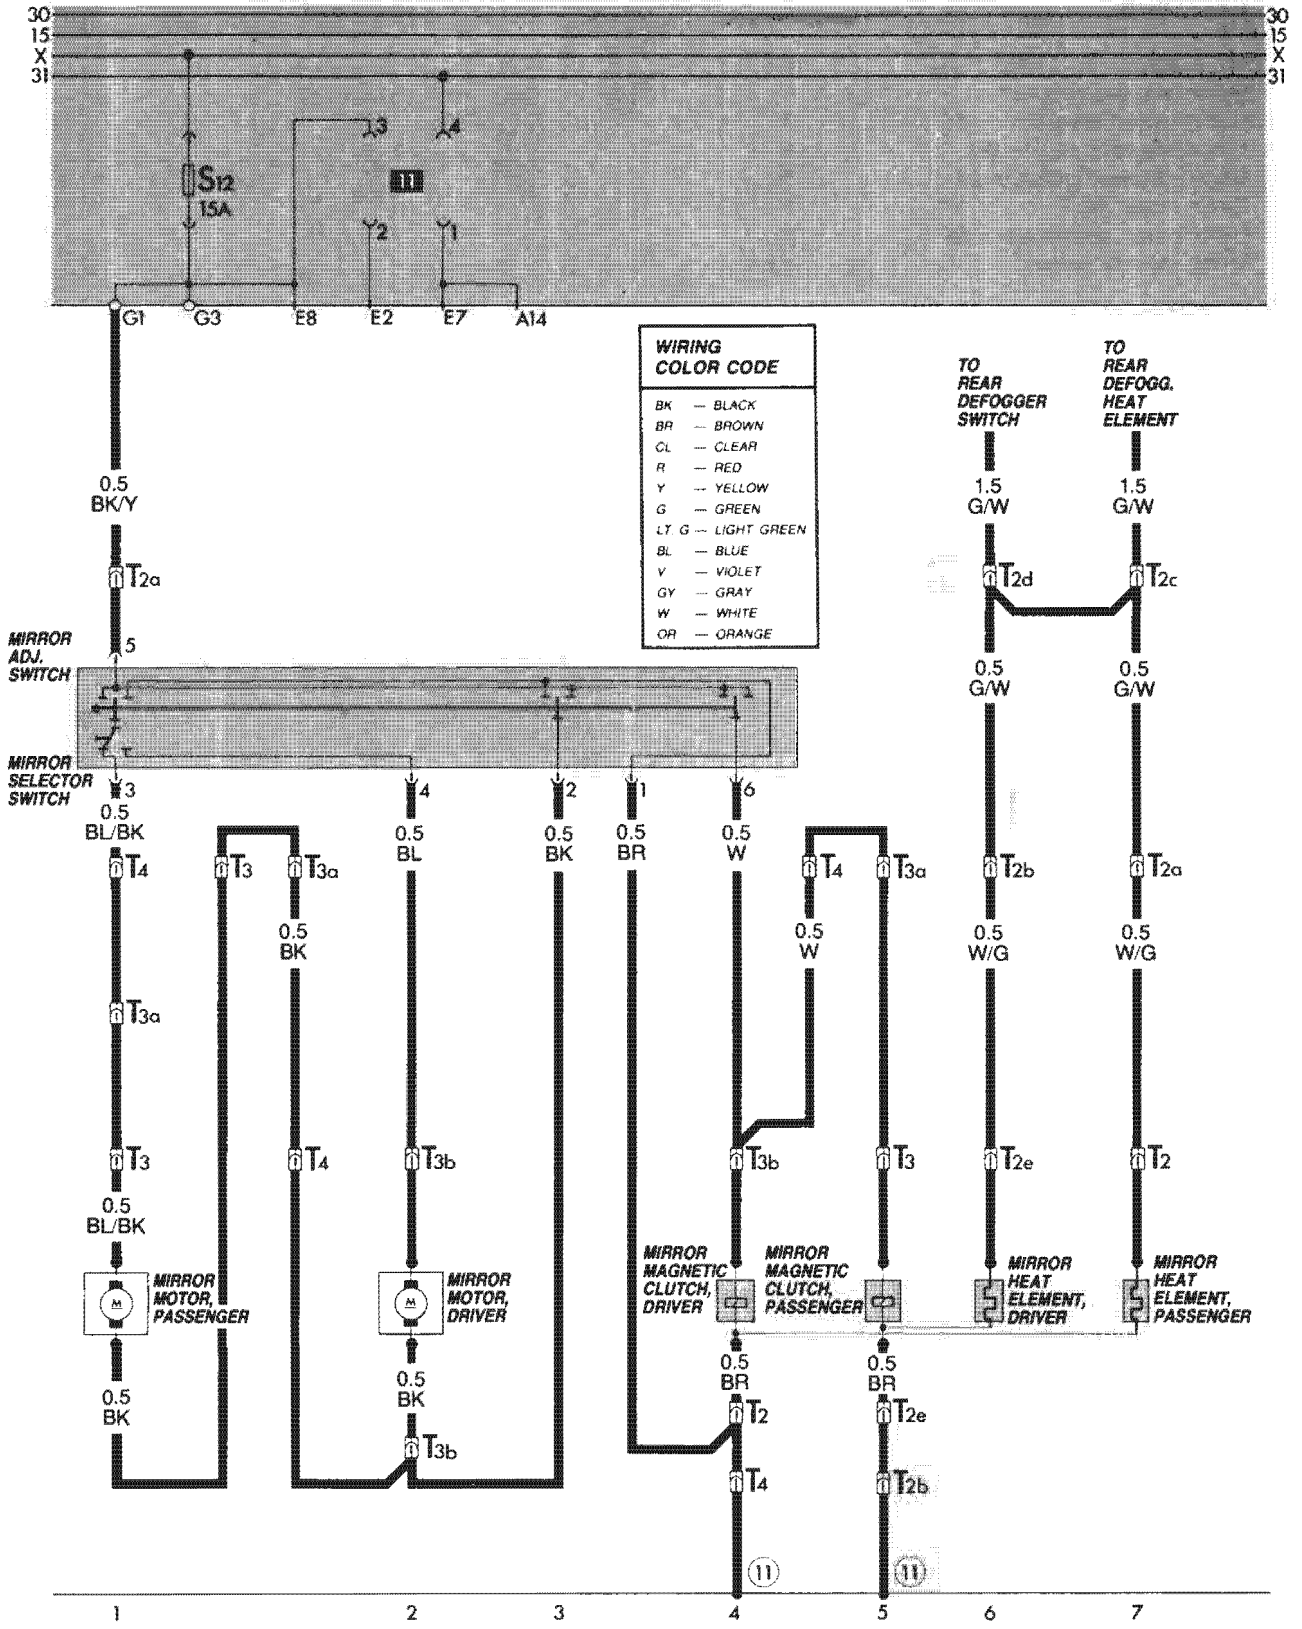 30
15
X
31
30
15
X
31
3
4
S12
15A
11
2
1
G1
G3
E8
E2
E7
A14
WIRING
COLOR CODE
BK — BLACK
BR — BROWN
CL — CLEAR
R — RED
Y — YELLOW
G — GREEN
LT. G — LIGHT GREEN
BL — BLUE
V — VIOLET
GY — GRAY
W — WHITE
OR — ORANGE
TO
REAR
DEFOGGER
SWITCH
TO
REAR
DEFOGG.
HEAT
ELEMENT
0.5
BK/Y
1.5
G/W
1.5
G/W
T2a
T2d
T2c
5
MIRROR
ADJ.
SWITCH
0.5
G/W
0.5
G/W
MIRROR
SELECTOR
SWITCH
3
4
2
1
6
0.5
BL/BK
0.5
BL
0.5
BK
0.5
BR
0.5
W
T4
T3
T3a
T4
T3a
T2b
T2a
0.5
BK
0.5
W
0.5
W/G
0.5
W/G
T3a
T3
T4
T3b
T3b
T3
T2e
T2
0.5
BL/BK
M
MIRROR
MOTOR,
PASSENGER
M
MIRROR
MOTOR,
DRIVER
MIRROR
MAGNETIC
CLUTCH,
DRIVER
MIRROR
MAGNETIC
CLUTCH,
PASSENGER
MIRROR
HEAT
ELEMENT,
DRIVER
MIRROR
HEAT
ELEMENT,
PASSENGER
0.5
BK
0.5
BK
0.5
BR
0.5
BR
T3b
T2
T2e
T4
T2b
11
11
1
2
3
4
5
6
7